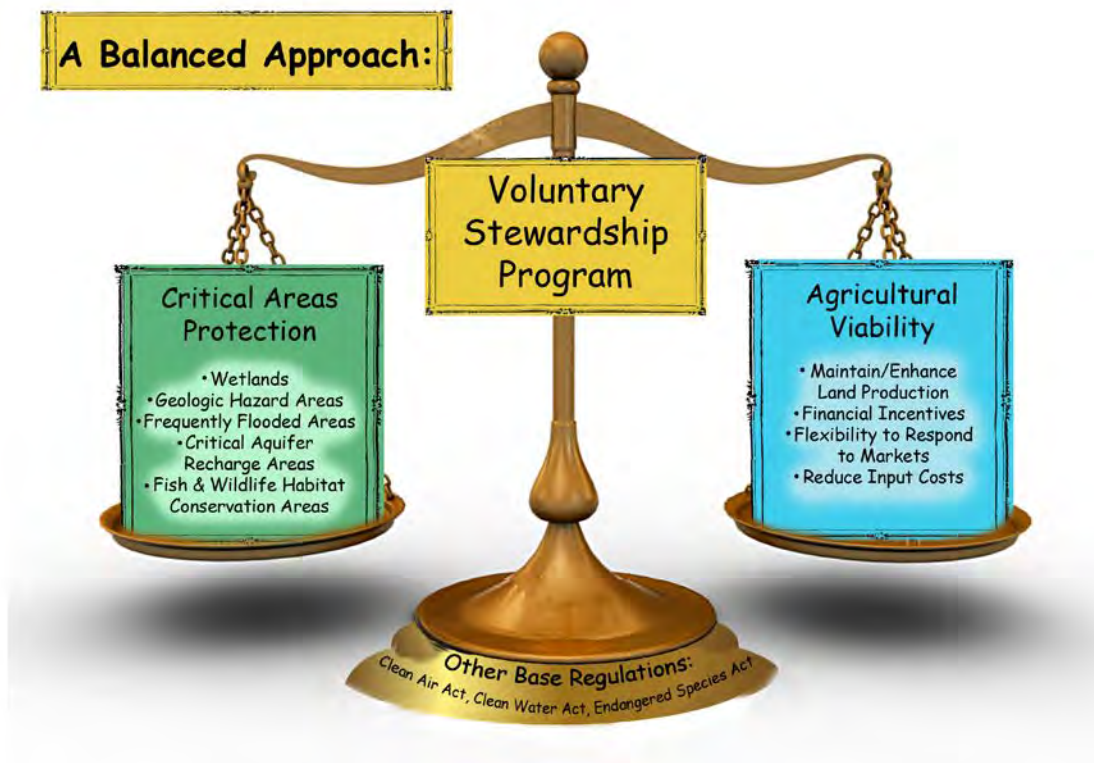 A Balanced Approach:
Voluntary
Stewardship
Program
Critical Areas
Protection
• Wetlands
• Geologic Hazard Areas
• Frequently Flooded Areas
• Critical Aquifer
Recharge Areas
• Fish & Wildlife Habitat
Conservation Areas
Agricultural
Viability
• Maintain/Enhance
Land Production
• Financial Incentives
• Flexibility to Respond
to Markets
• Reduce Input Costs
Other Base Regulations:
Clean Air Act, Clean Water Act, Endangered Species Act